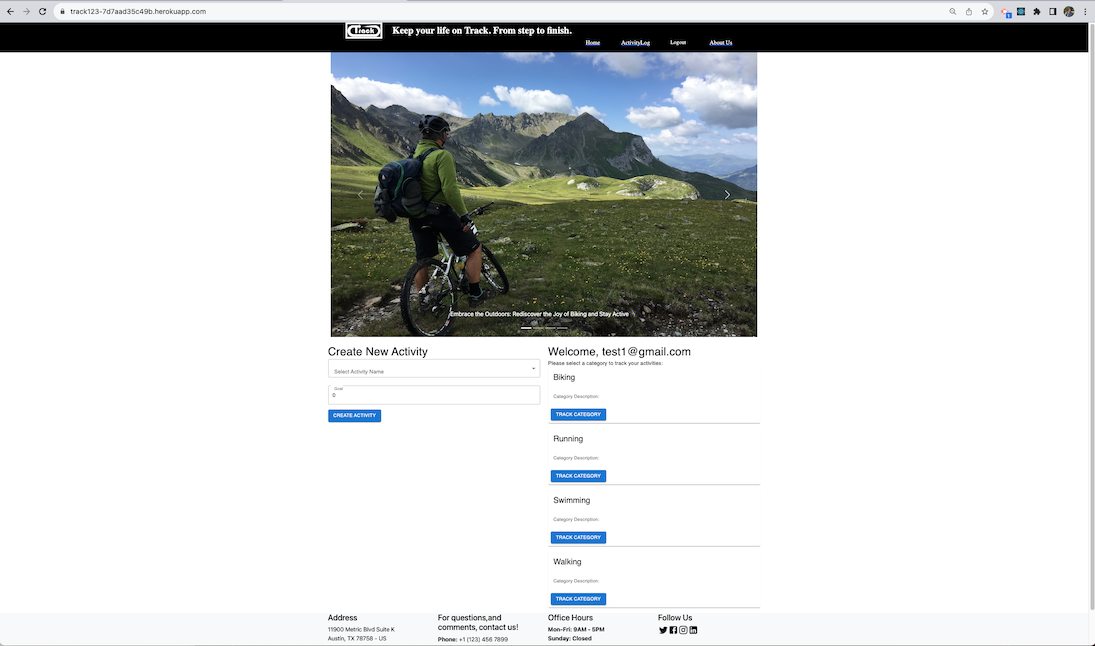 track123-7d7aad35c49b.herokuapp.com
1
Track
Keep your life on Track. From step to finish.
Home
ActivityLog
Logout
About Us
Embrace the Outdoors: Rediscover the Joy of Biking and Stay Active
Create New Activity
Select Activity Name
Goal
0
CREATE ACTIVITY
Welcome, test1@gmail.com
Please select a category to track your activities:
Biking
Category Description:
TRACK CATEGORY
Running
Category Description:
TRACK CATEGORY
Swimming
Category Description:
TRACK CATEGORY
Walking
Category Description:
TRACK CATEGORY
Address
11900 Metric Blvd Suite K
Austin, TX 78758 - US
For questions,and
comments, contact us!
Phone: +1 (123) 456 7899
Office Hours
Mon-Fri: 9AM - 5PM
Sunday: Closed
Follow Us